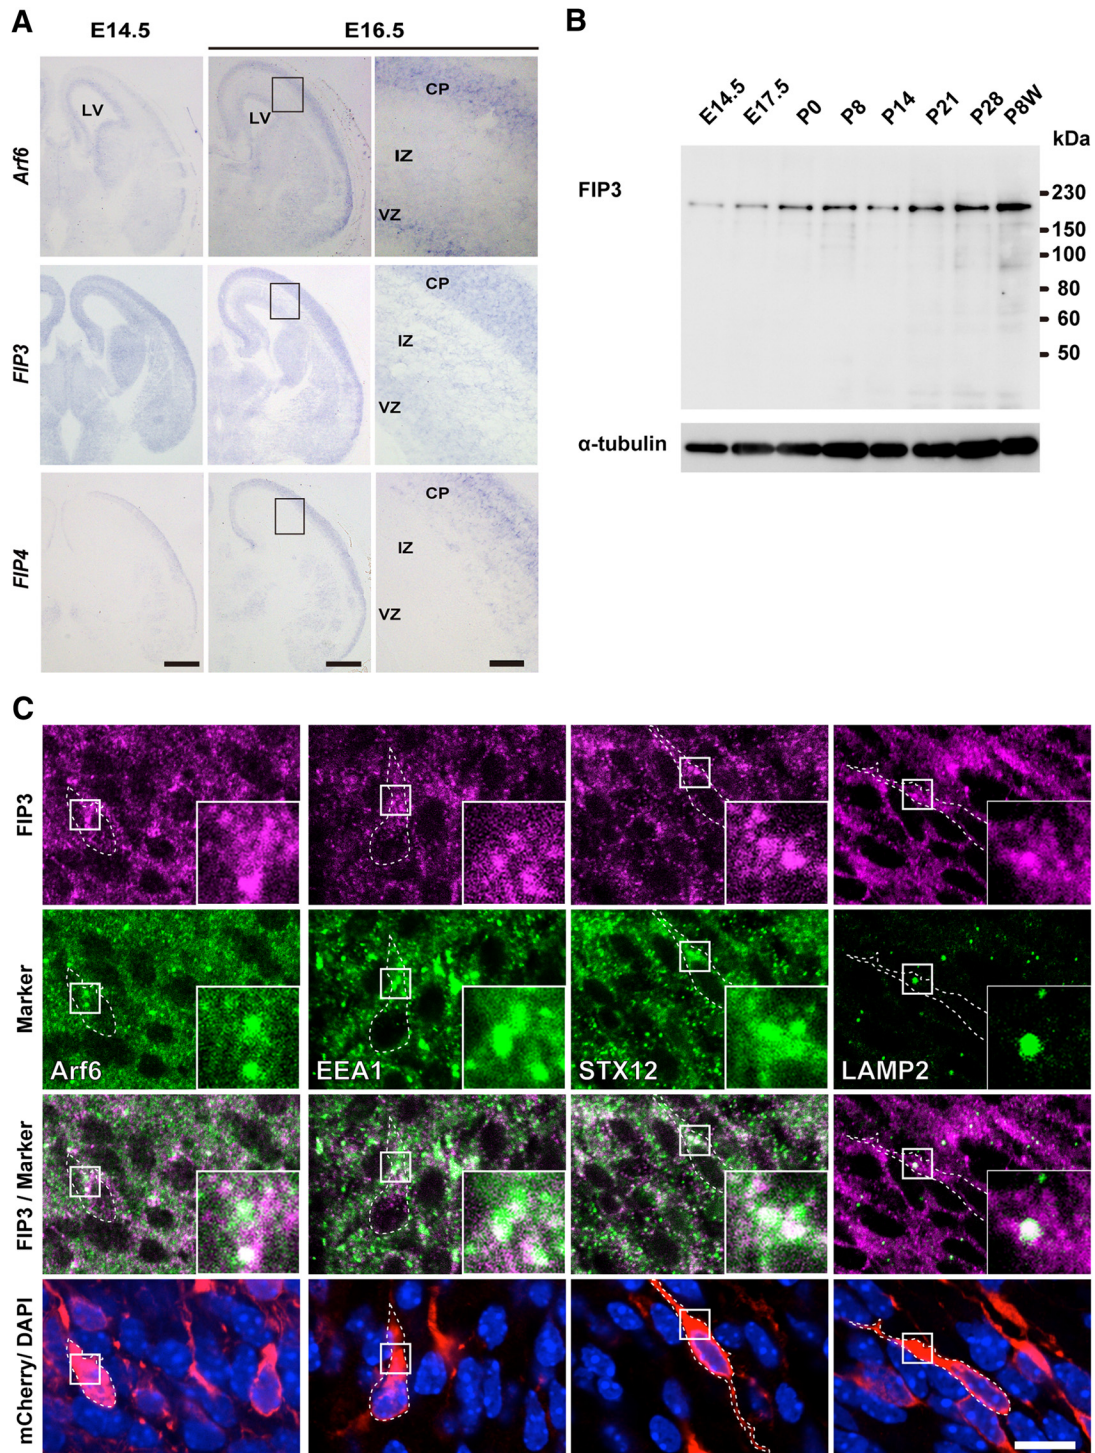 A
E14.5
E16.5
Arf6
LV
LV
CP
IZ
VZ
FIP3
CP
IZ
VZ
FIP4
CP
IZ
VZ
B
E14.5 E17.5 P0 P8 P14 P21 P28 P8W
kDa
FIP3
230
150
100
80
60
50
α-tubulin
C
FIP3
Marker
Arf6
EEA1
STX12
LAMP2
FIP3 / Marker
mCherry/ DAPI